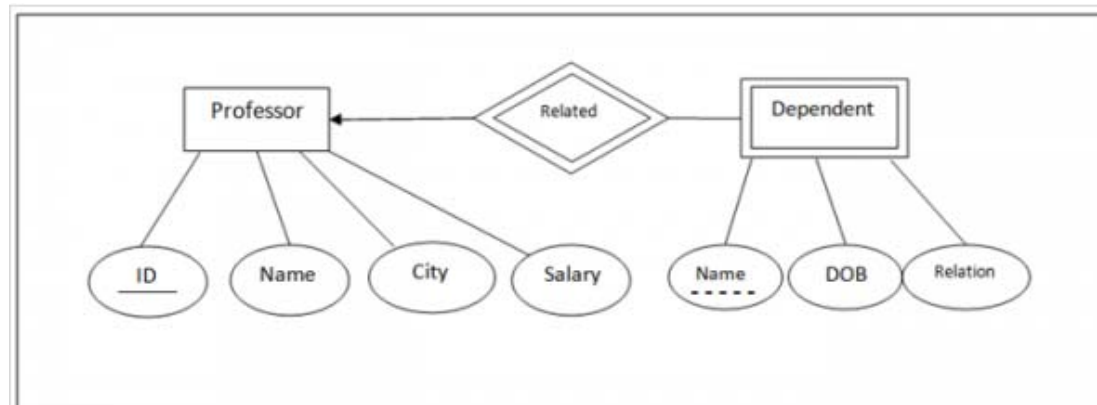 Professor
Related
Dependent
ID
Name
City
Salary
Name
DOB
Relation